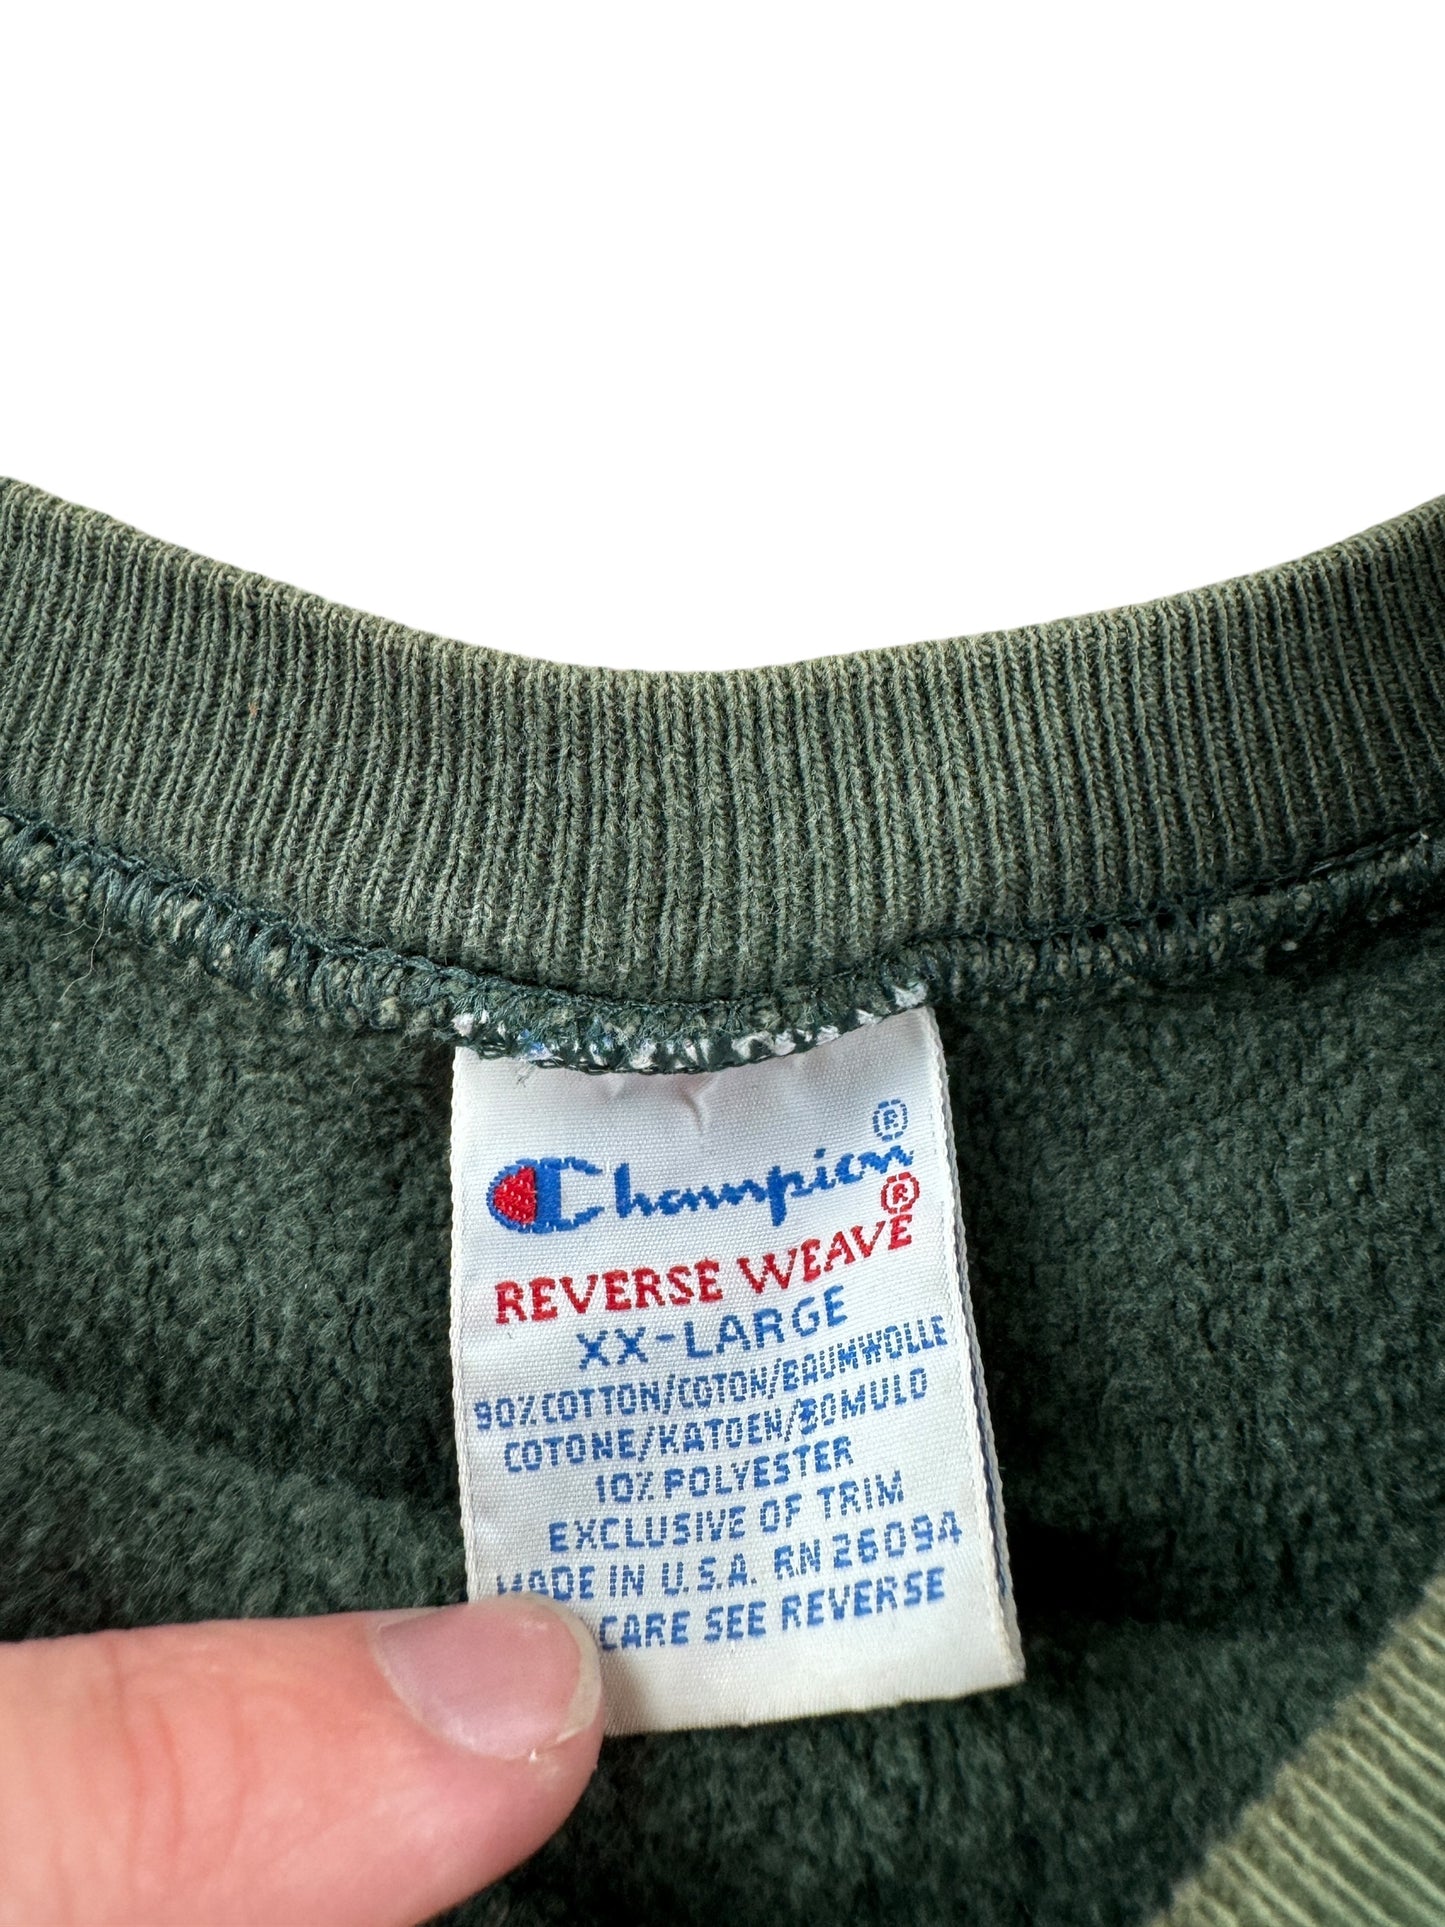 Champion®
REVERSE WEAVE®
XX-LARGE
90% COTTON/COTON/BAUMWOLLE
COTONE/KATOEN/BOMULD
10% POLYESTER
EXCLUSIVE OF TRIM
MADE IN U.S.A. RN 26094
CARE SEE REVERSE